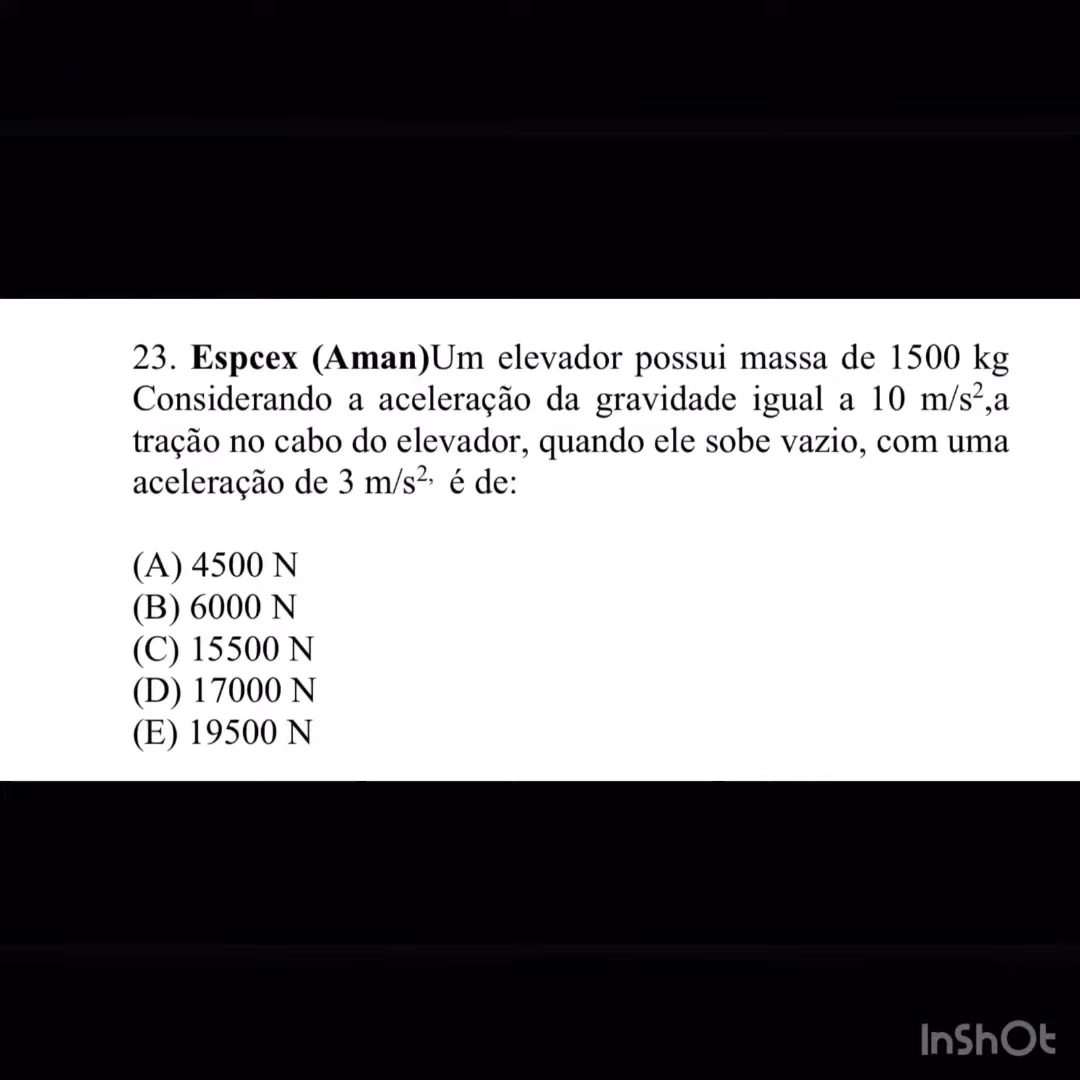 23. Espcex (Aman)Um elevador possui massa de 1500 kg
Considerando a aceleração da gravidade igual a 10 m/s²,a
tração no cabo do elevador, quando ele sobe vazio, com uma
aceleração de 3 m/s², é de:
(A) 4500 N
(B) 6000 N
(C) 15500 N
(D) 17000 N
(E) 19500 N
InShOt